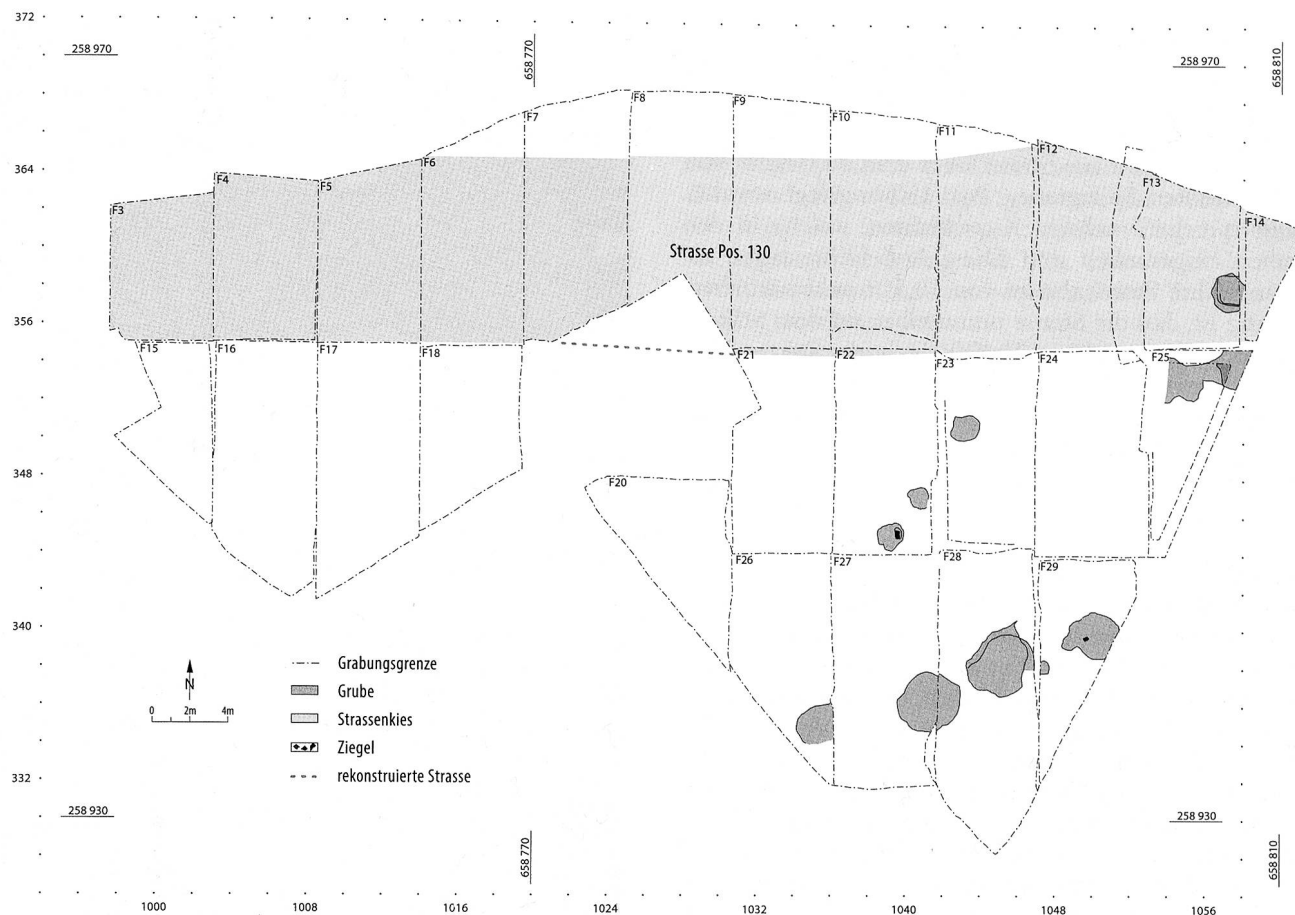 372
258 970
658 770
258 970
658 810
F8
F9
F7
F10
F11
F12
364
F6
F4
F5
F13
F3
F14
Strasse Pos. 130
356
F15
F16
F17
F18
F21
F22
F23
F24
F25
348
F20
F26
F27
F28
F29
340
Grabungsgrenze
N
Grube
0 2m 4m
Strassenkies
Ziegel
rekonstruierte Strasse
332
258 930
658 770
258 930
658 810
1000
1008
1016
1024
1032
1040
1048
1056